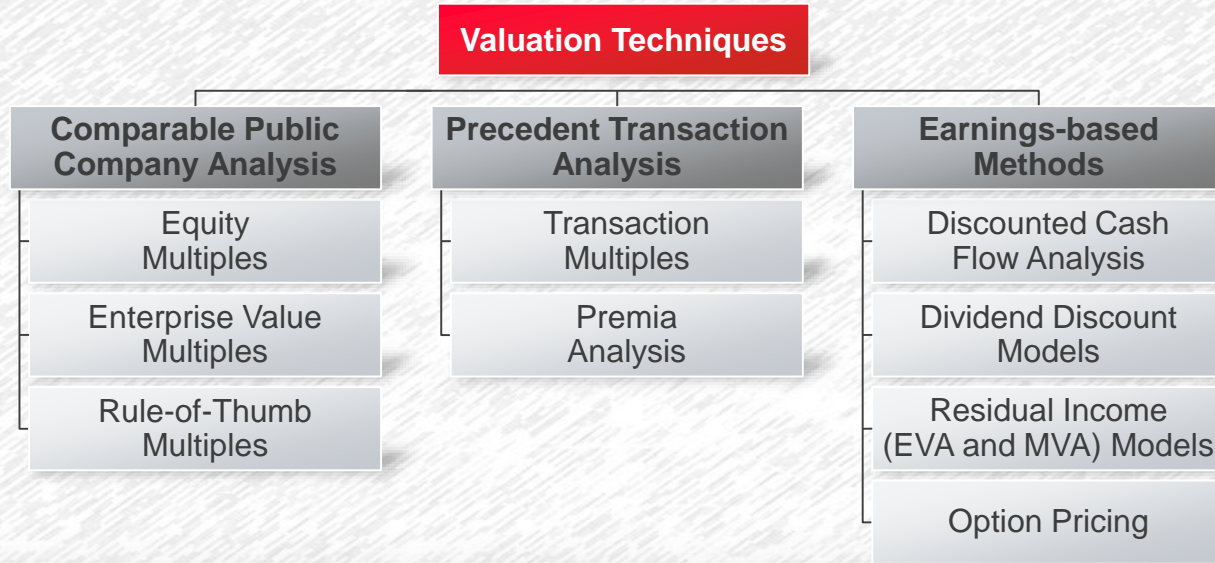 Valuation Techniques
Comparable Public
Company Analysis
Equity
Multiples
Enterprise Value
Multiples
Rule-of-Thumb
Multiples
Precedent Transaction
Analysis
Transaction
Multiples
Premia
Analysis
Earnings-based
Methods
Discounted Cash
Flow Analysis
Dividend Discount
Models
Residual Income
(EVA and MVA) Models
Option Pricing